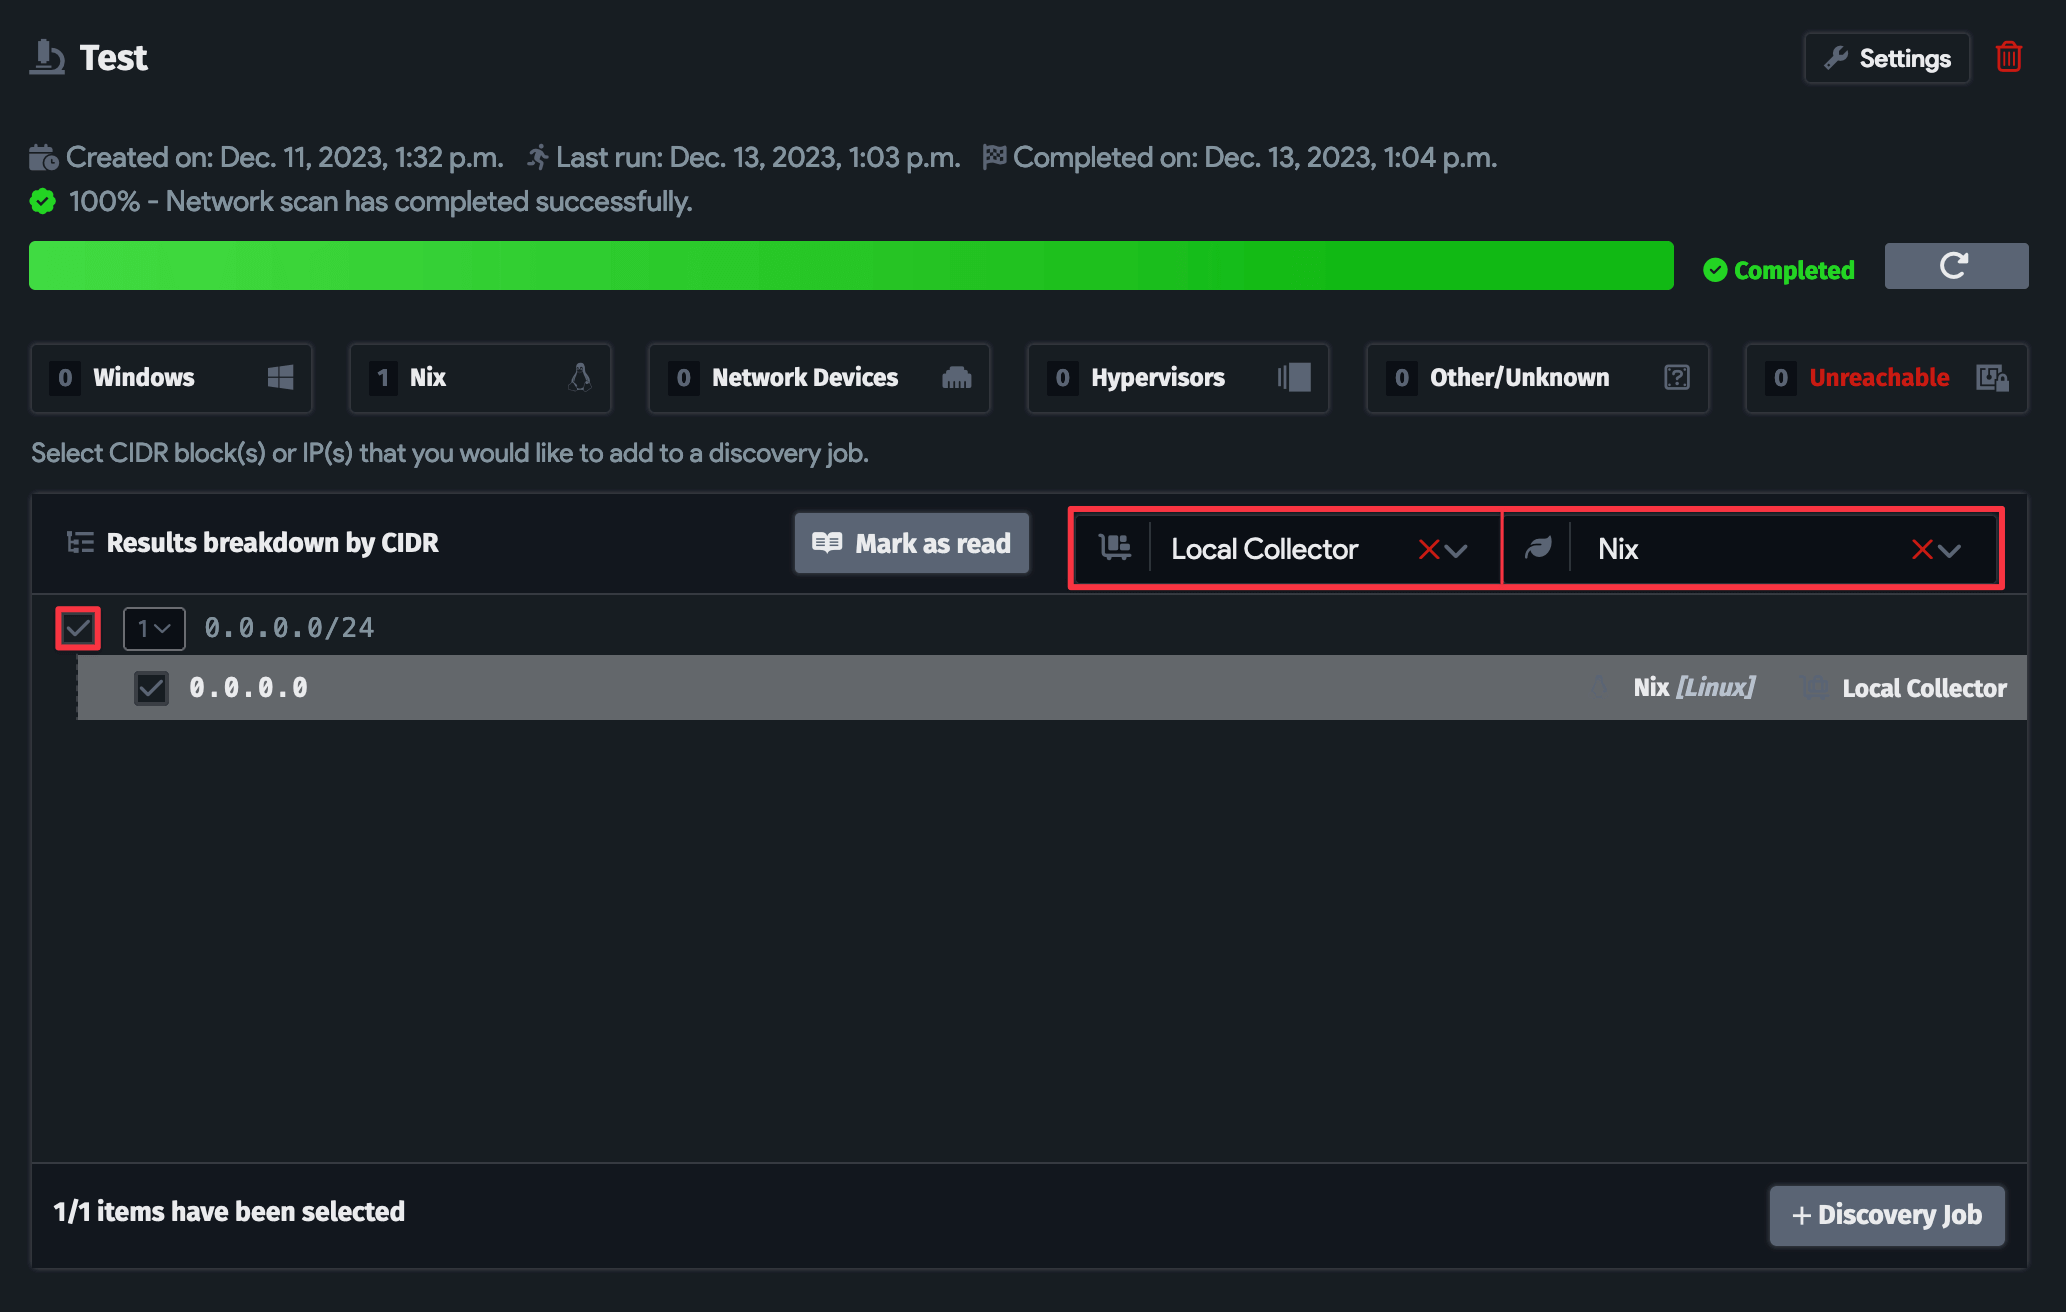 Test
Settings
Created on: Dec. 11, 2023, 1:32 p.m. Last run: Dec. 13, 2023, 1:03 p.m. Completed on: Dec. 13, 2023, 1:04 p.m.
100% - Network scan has completed successfully.
Completed
0 Windows 1 Nix 0 Network Devices 0 Hypervisors 0 Other/Unknown 0 Unreachable
Select CIDR block(s) or IP(s) that you would like to add to a discovery job.
Results breakdown by CIDR Mark as read Local Collector Nix
1 0.0.0.0/24
0.0.0.0 Nix [Linux] Local Collector
1/1 items have been selected + Discovery Job